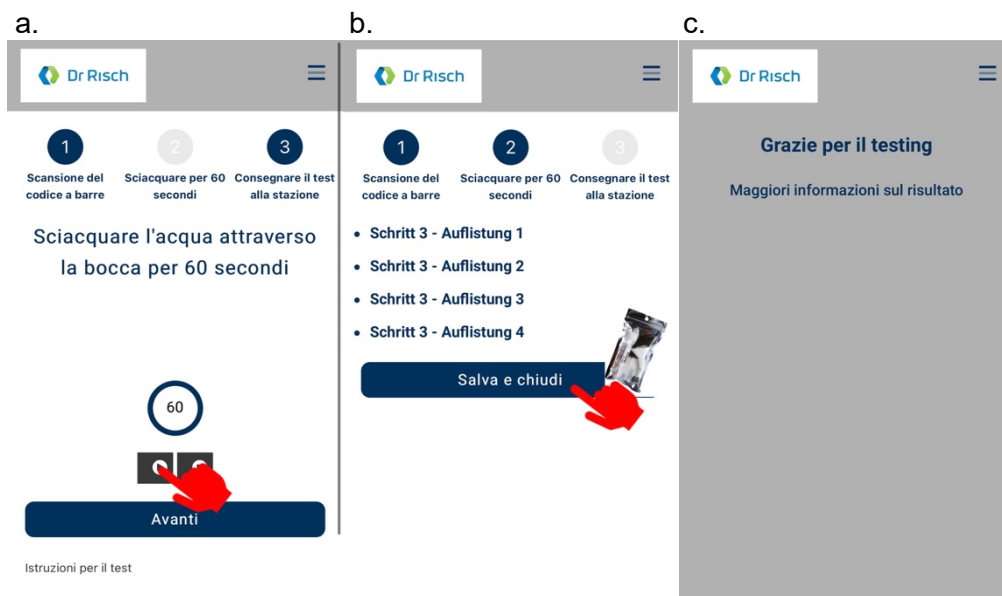 a.
Dr Risch
1
2
3
Scansione del
codice a barre
Sciacquare per 60
secondi
Consegnare il test
alla stazione
Sciacquare l'acqua attraverso
la bocca per 60 secondi
60
Avanti
Istruzioni per il test
b.
Dr Risch
1
2
3
Scansione del
codice a barre
Sciacquare per 60
secondi
Consegnare il test
alla stazione
• Schritt 3 - Auflistung 1
• Schritt 3 - Auflistung 2
• Schritt 3 - Auflistung 3
• Schritt 3 - Auflistung 4
Salva e chiudi
c.
Dr Risch
Grazie per il testing
Maggiori informazioni sul risultato